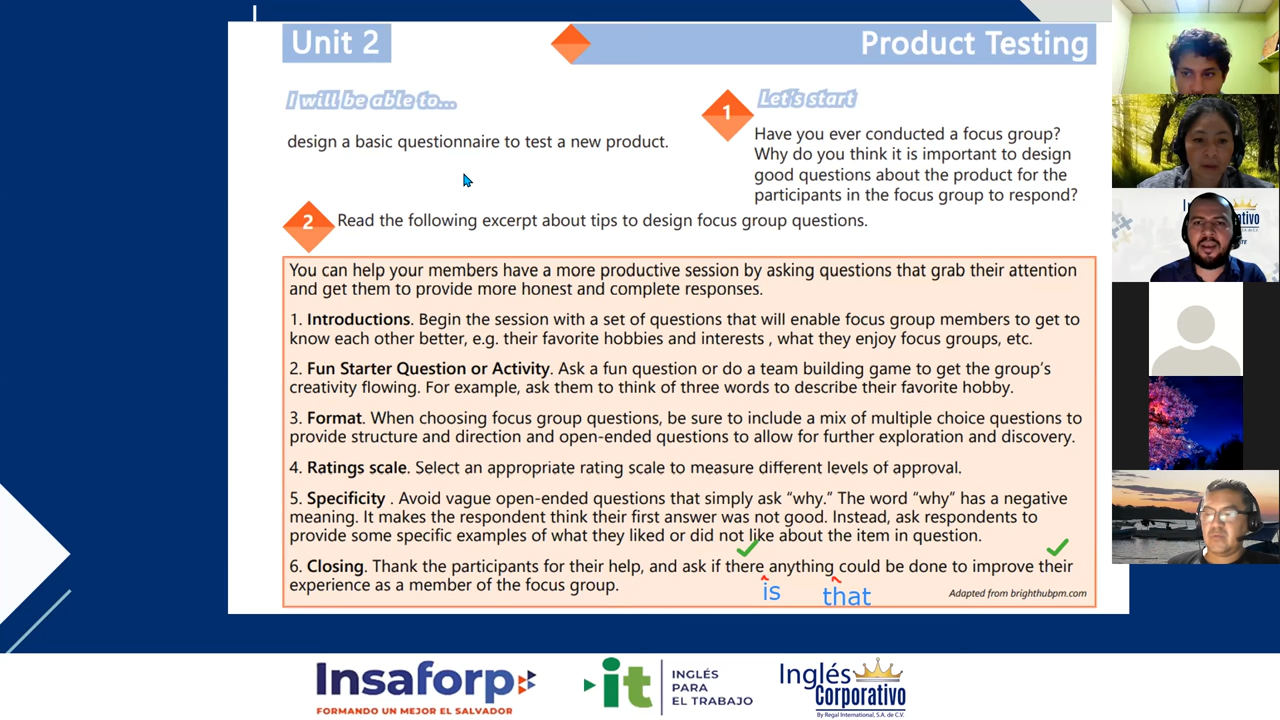 Unit 2
Product Testing
I will be able to...
design a basic questionnaire to test a new product.
1
Let's start
Have you ever conducted a focus group?
Why do you think it is important to design
good questions about the product for the
participants in the focus group to respond?
2
Read the following excerpt about tips to design focus group questions.
You can help your members have a more productive session by asking questions that grab their attention
and get them to provide more honest and complete responses.
1. Introductions. Begin the session with a set of questions that will enable focus group members to get to
know each other better, e.g. their favorite hobbies and interests , what they enjoy focus groups, etc.
2. Fun Starter Question or Activity. Ask a fun question or do a team building game to get the group's
creativity flowing. For example, ask them to think of three words to describe their favorite hobby.
3. Format. When choosing focus group questions, be sure to include a mix of multiple choice questions to
provide structure and direction and open-ended questions to allow for further exploration and discovery.
4. Ratings scale. Select an appropriate rating scale to measure different levels of approval.
5. Specificity . Avoid vague open-ended questions that simply ask “why.” The word “why” has a negative
meaning. It makes the respondent think their first answer was not good. Instead, ask respondents to
provide some specific examples of what they liked or did not like about the item in question.
6. Closing. Thank the participants for their help, and ask if there anything could be done to improve their
is that
experience as a member of the focus group.
Adapted from brighthubpm.com
Insaforp
FORMANDO UN MEJOR EL SALVADOR
it
INGLÉS
PARA
EL TRABAJO
Inglés
Corporativo
By Regal International, S.A. de C.V.